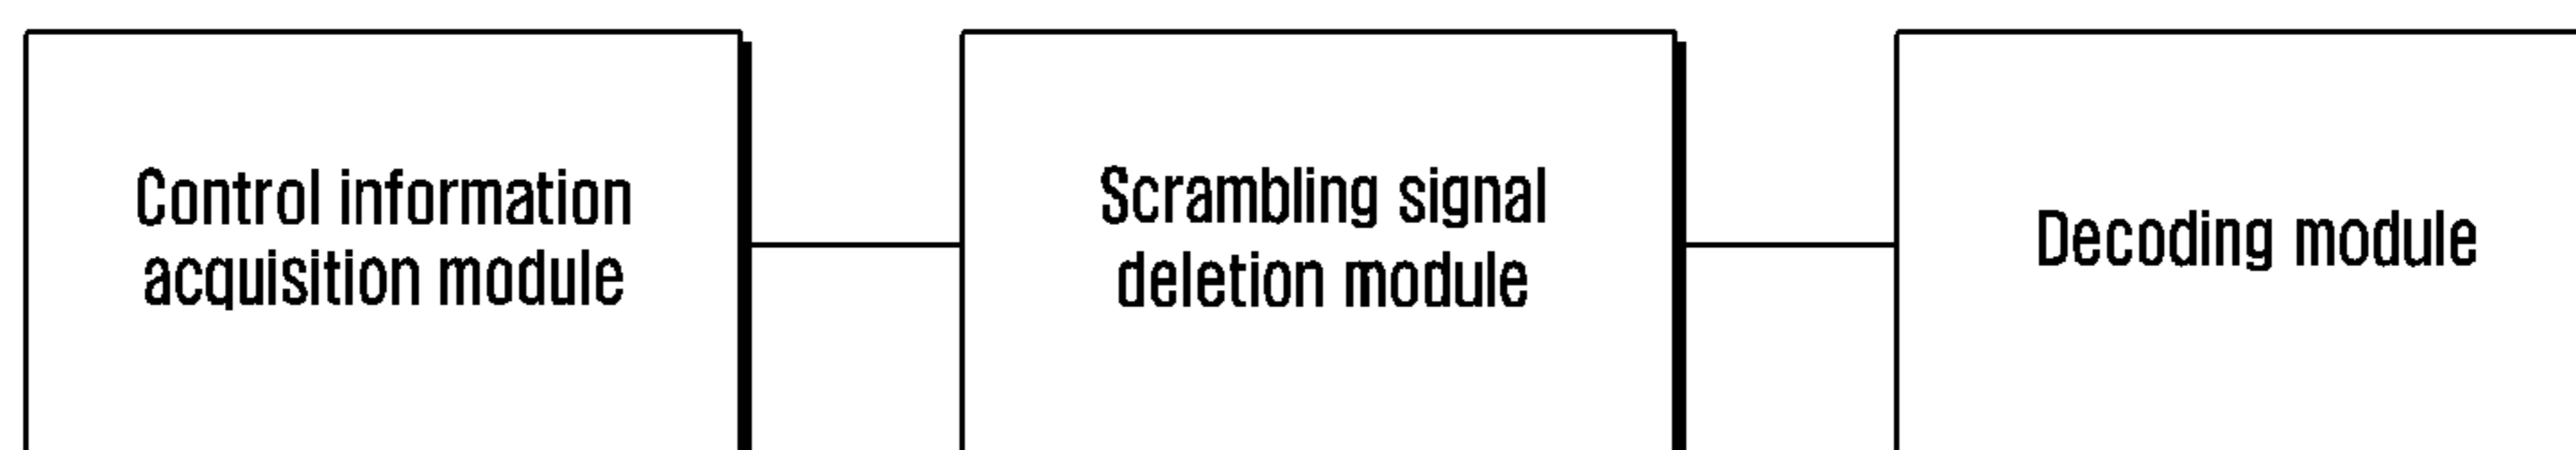 Control information
acquisition module
Scrambling signal
deletion module
Decoding module